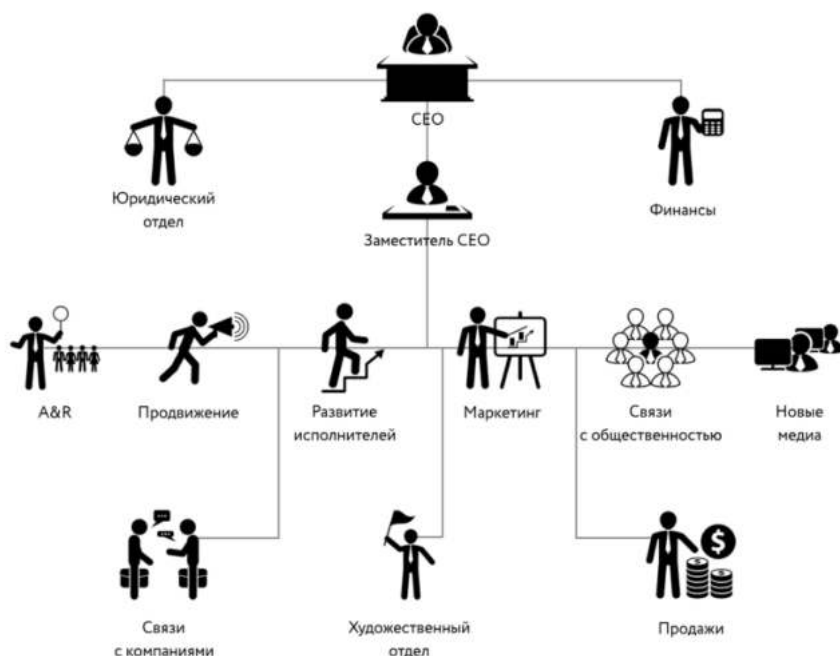 CEO
Юридический
отдел
Финансы
Заместитель CEO
A&R
Продвижение
Развитие
исполнителей
Маркетинг
Связи
с общественностью
Новые
медиа
Связи
с компаниями
Художественный
отдел
Продажи
$